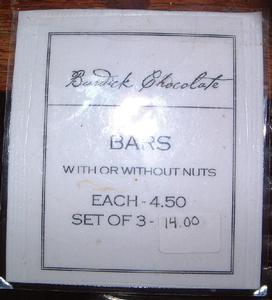 Burdick Chocolate
BARS
WITH OR WITHOUT NUTS
EACH - 4.50
SET OF 3 - 14.00